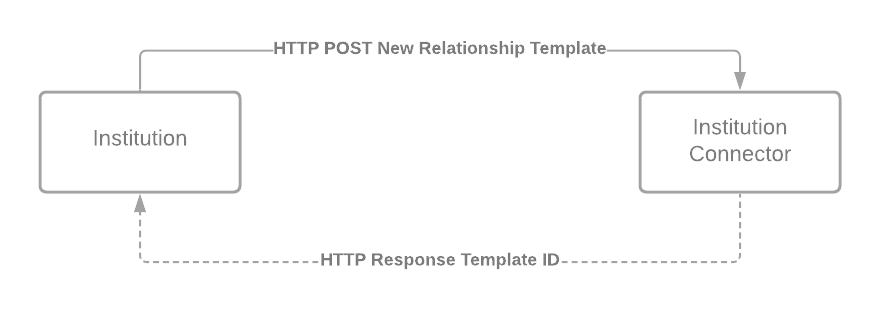 HTTP POST New Relationship Template
Institution
Institution
Connector
HTTP Response Template ID